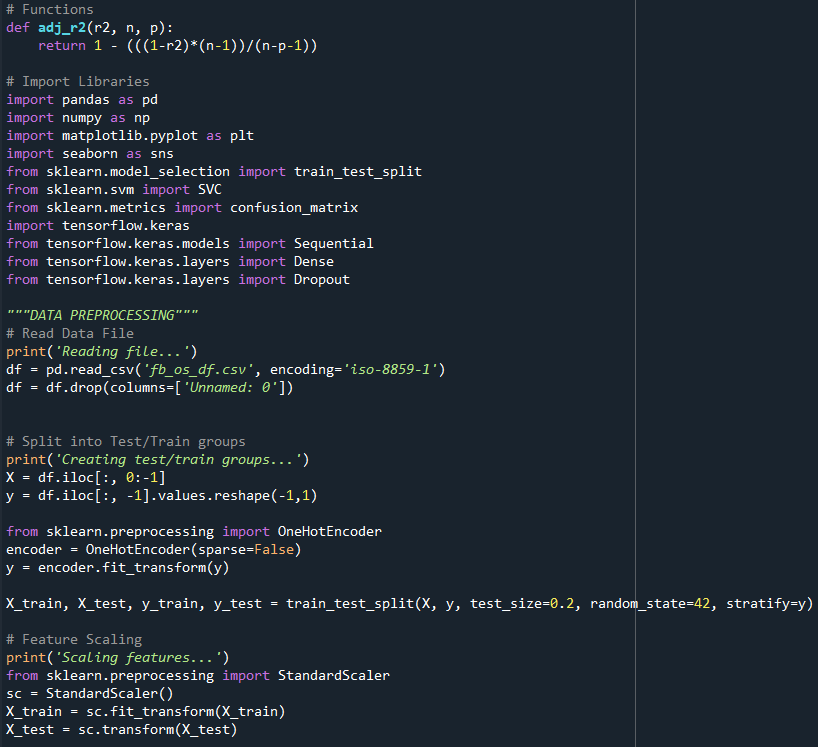 # Functions
def adj_r2(r2, n, p):
    return 1 - (((1-r2)*(n-1))/(n-p-1))

# Import Libraries
import pandas as pd
import numpy as np
import matplotlib.pyplot as plt
import seaborn as sns
from sklearn.model_selection import train_test_split
from sklearn.svm import SVC
from sklearn.metrics import confusion_matrix
import tensorflow.keras
from tensorflow.keras.models import Sequential
from tensorflow.keras.layers import Dense
from tensorflow.keras.layers import Dropout

"""DATA PREPROCESSING"""
# Read Data File
print('Reading file...')
df = pd.read_csv('fb_os_df.csv', encoding='iso-8859-1')
df = df.drop(columns=['Unnamed: 0'])


# Split into Test/Train groups
print('Creating test/train groups...')
X = df.iloc[:, 0:-1]
y = df.iloc[:, -1].values.reshape(-1,1)

from sklearn.preprocessing import OneHotEncoder
encoder = OneHotEncoder(sparse=False)
y = encoder.fit_transform(y)

X_train, X_test, y_train, y_test = train_test_split(X, y, test_size=0.2, random_state=42, stratify=y)

# Feature Scaling
print('Scaling features...')
from sklearn.preprocessing import StandardScaler
sc = StandardScaler()
X_train = sc.fit_transform(X_train)
X_test = sc.transform(X_test)